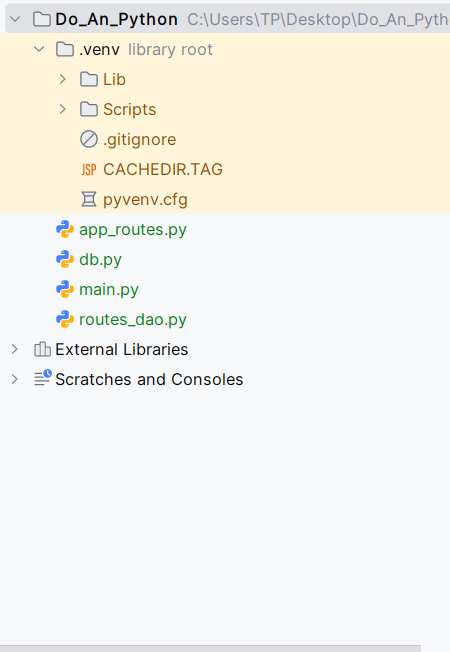 Do_An_Python C:\Users\TP\Desktop\Do_An_Pyth
.venv library root
Lib
Scripts
.gitignore
JSP CACHEDIR.TAG
pyvenv.cfg
app_routes.py
db.py
main.py
routes_dao.py
External Libraries
Scratches and Consoles